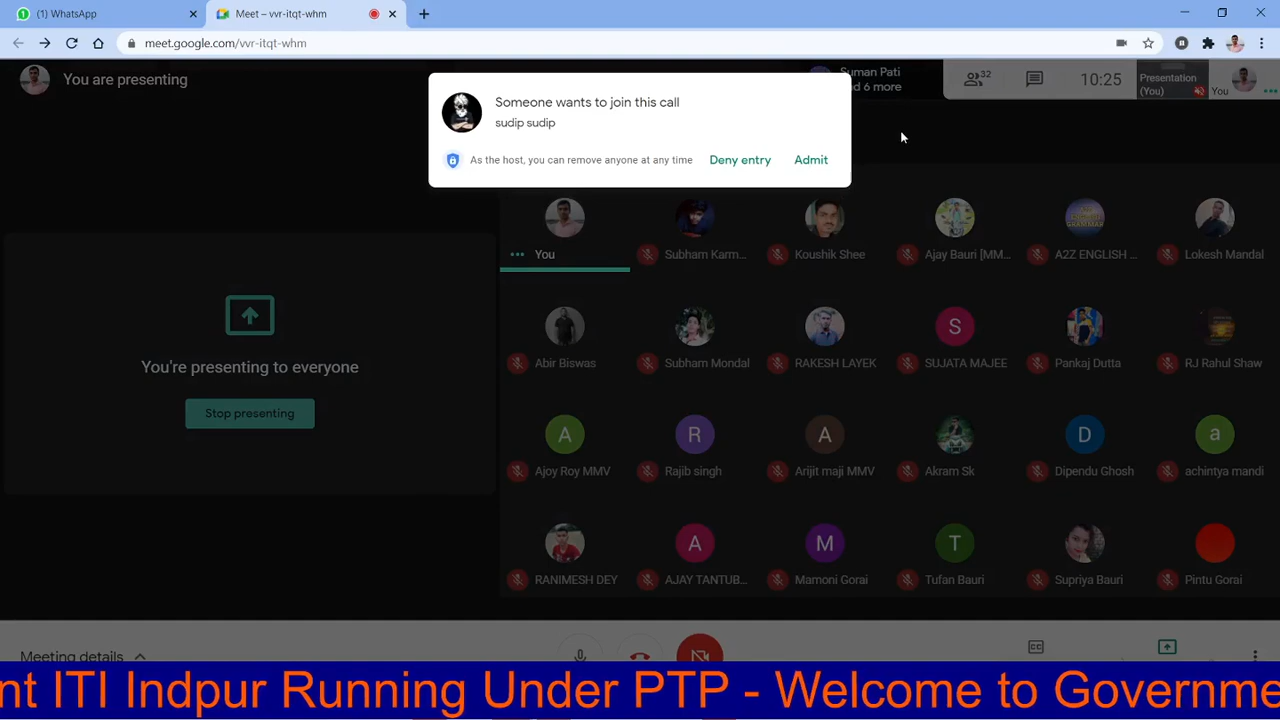 (1) WhatsApp
Meet – vvr-itqt-whm
meet.google.com/vvr-itqt-whm
You are presenting
Suman Pati
nd 6 more
32
10:25
Presentation
(You)
You
Someone wants to join this call
sudip sudip
As the host, you can remove anyone at any time
Deny entry
Admit
You
Subham Karm...
Koushik Shee
Ajay Bauri [MM...
A2Z ENGLISH ...
Lokesh Mandal
You're presenting to everyone
Stop presenting
Abir Biswas
Subham Mondal
RAKESH LAYEK
S
SUJATA MAJEE
Pankaj Dutta
RJ Rahul Shaw
A
Ajoy Roy MMV
R
Rajib singh
A
Arijit maji MMV
Akram Sk
D
Dipendu Ghosh
a
achintya mandi
RANIMESH DEY
A
AJAY TANTUB...
M
Mamoni Gorai
T
Tufan Bauri
Supriya Bauri
Pintu Gorai
Meeting details
CC
nt ITI Indpur Running Under PTP - Welcome to Governme